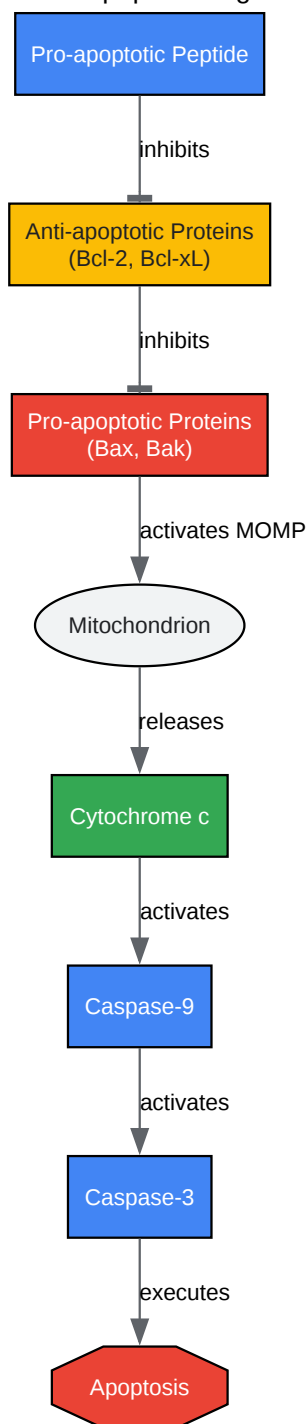 Pro-apoptotic Peptide
inhibits
Anti-apoptotic Proteins
(Bcl-2, Bcl-xL)
inhibits
Pro-apoptotic Proteins
(Bax, Bak)
activates MOMP
Mitochondrion
releases
Cytochrome c
activates
Caspase-9
activates
Caspase-3
executes
Apoptosis